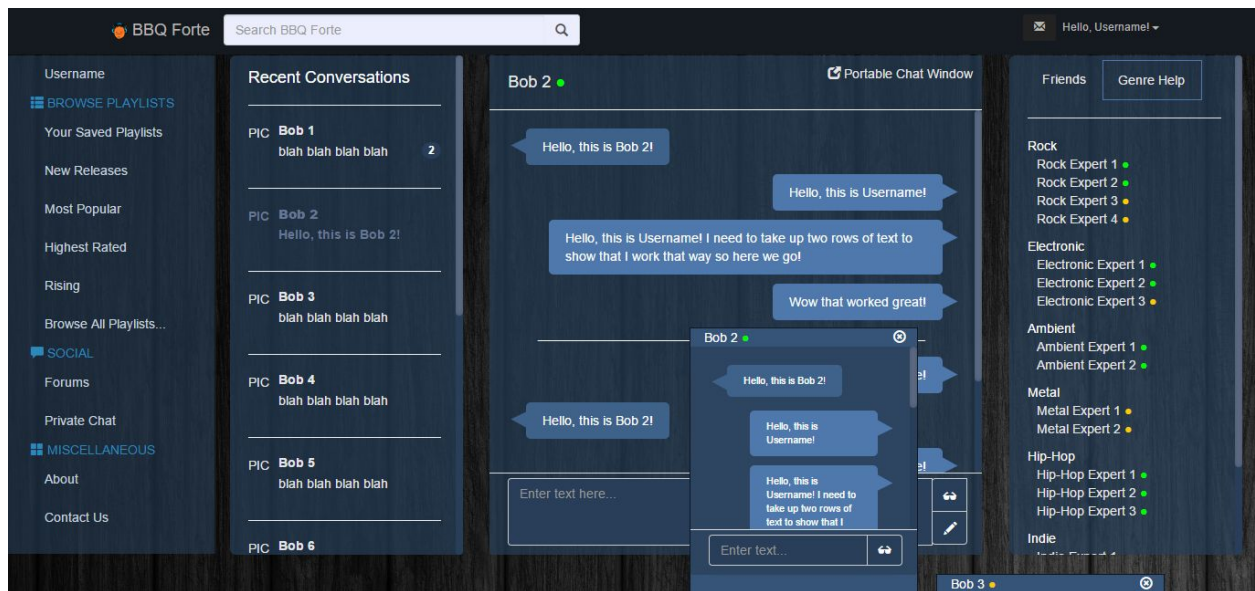 BBQ Forte
Search BBQ Forte
Hello, Username!
Username
BROWSE PLAYLISTS
Your Saved Playlists
New Releases
Most Popular
Highest Rated
Rising
Browse All Playlists...
SOCIAL
Forums
Private Chat
MISCELLANEOUS
About
Contact Us
Recent Conversations
PIC Bob 1
blah blah blah blah 2
PIC Bob 2
Hello, this is Bob 2!
PIC Bob 3
blah blah blah blah
PIC Bob 4
blah blah blah blah
PIC Bob 5
blah blah blah blah
PIC Bob 6
Bob 2
Portable Chat Window
Hello, this is Bob 2!
Hello, this is Username!
Hello, this is Username! I need to take up two rows of text to
show that I work that way so here we go!
Wow that worked great!
Hello, this is Bob 2!
Enter text here...
Bob 2
Hello, this is Bob 2!
Hello, this is
Username!
Hello, this is
Username! I need to
take up two rows of
text to show that I
Enter text...
Bob 3
Friends
Genre Help
Rock
Rock Expert 1
Rock Expert 2
Rock Expert 3
Rock Expert 4
Electronic
Electronic Expert 1
Electronic Expert 2
Electronic Expert 3
Ambient
Ambient Expert 1
Ambient Expert 2
Metal
Metal Expert 1
Metal Expert 2
Hip-Hop
Hip-Hop Expert 1
Hip-Hop Expert 2
Hip-Hop Expert 3
Indie
Indie Expert 1